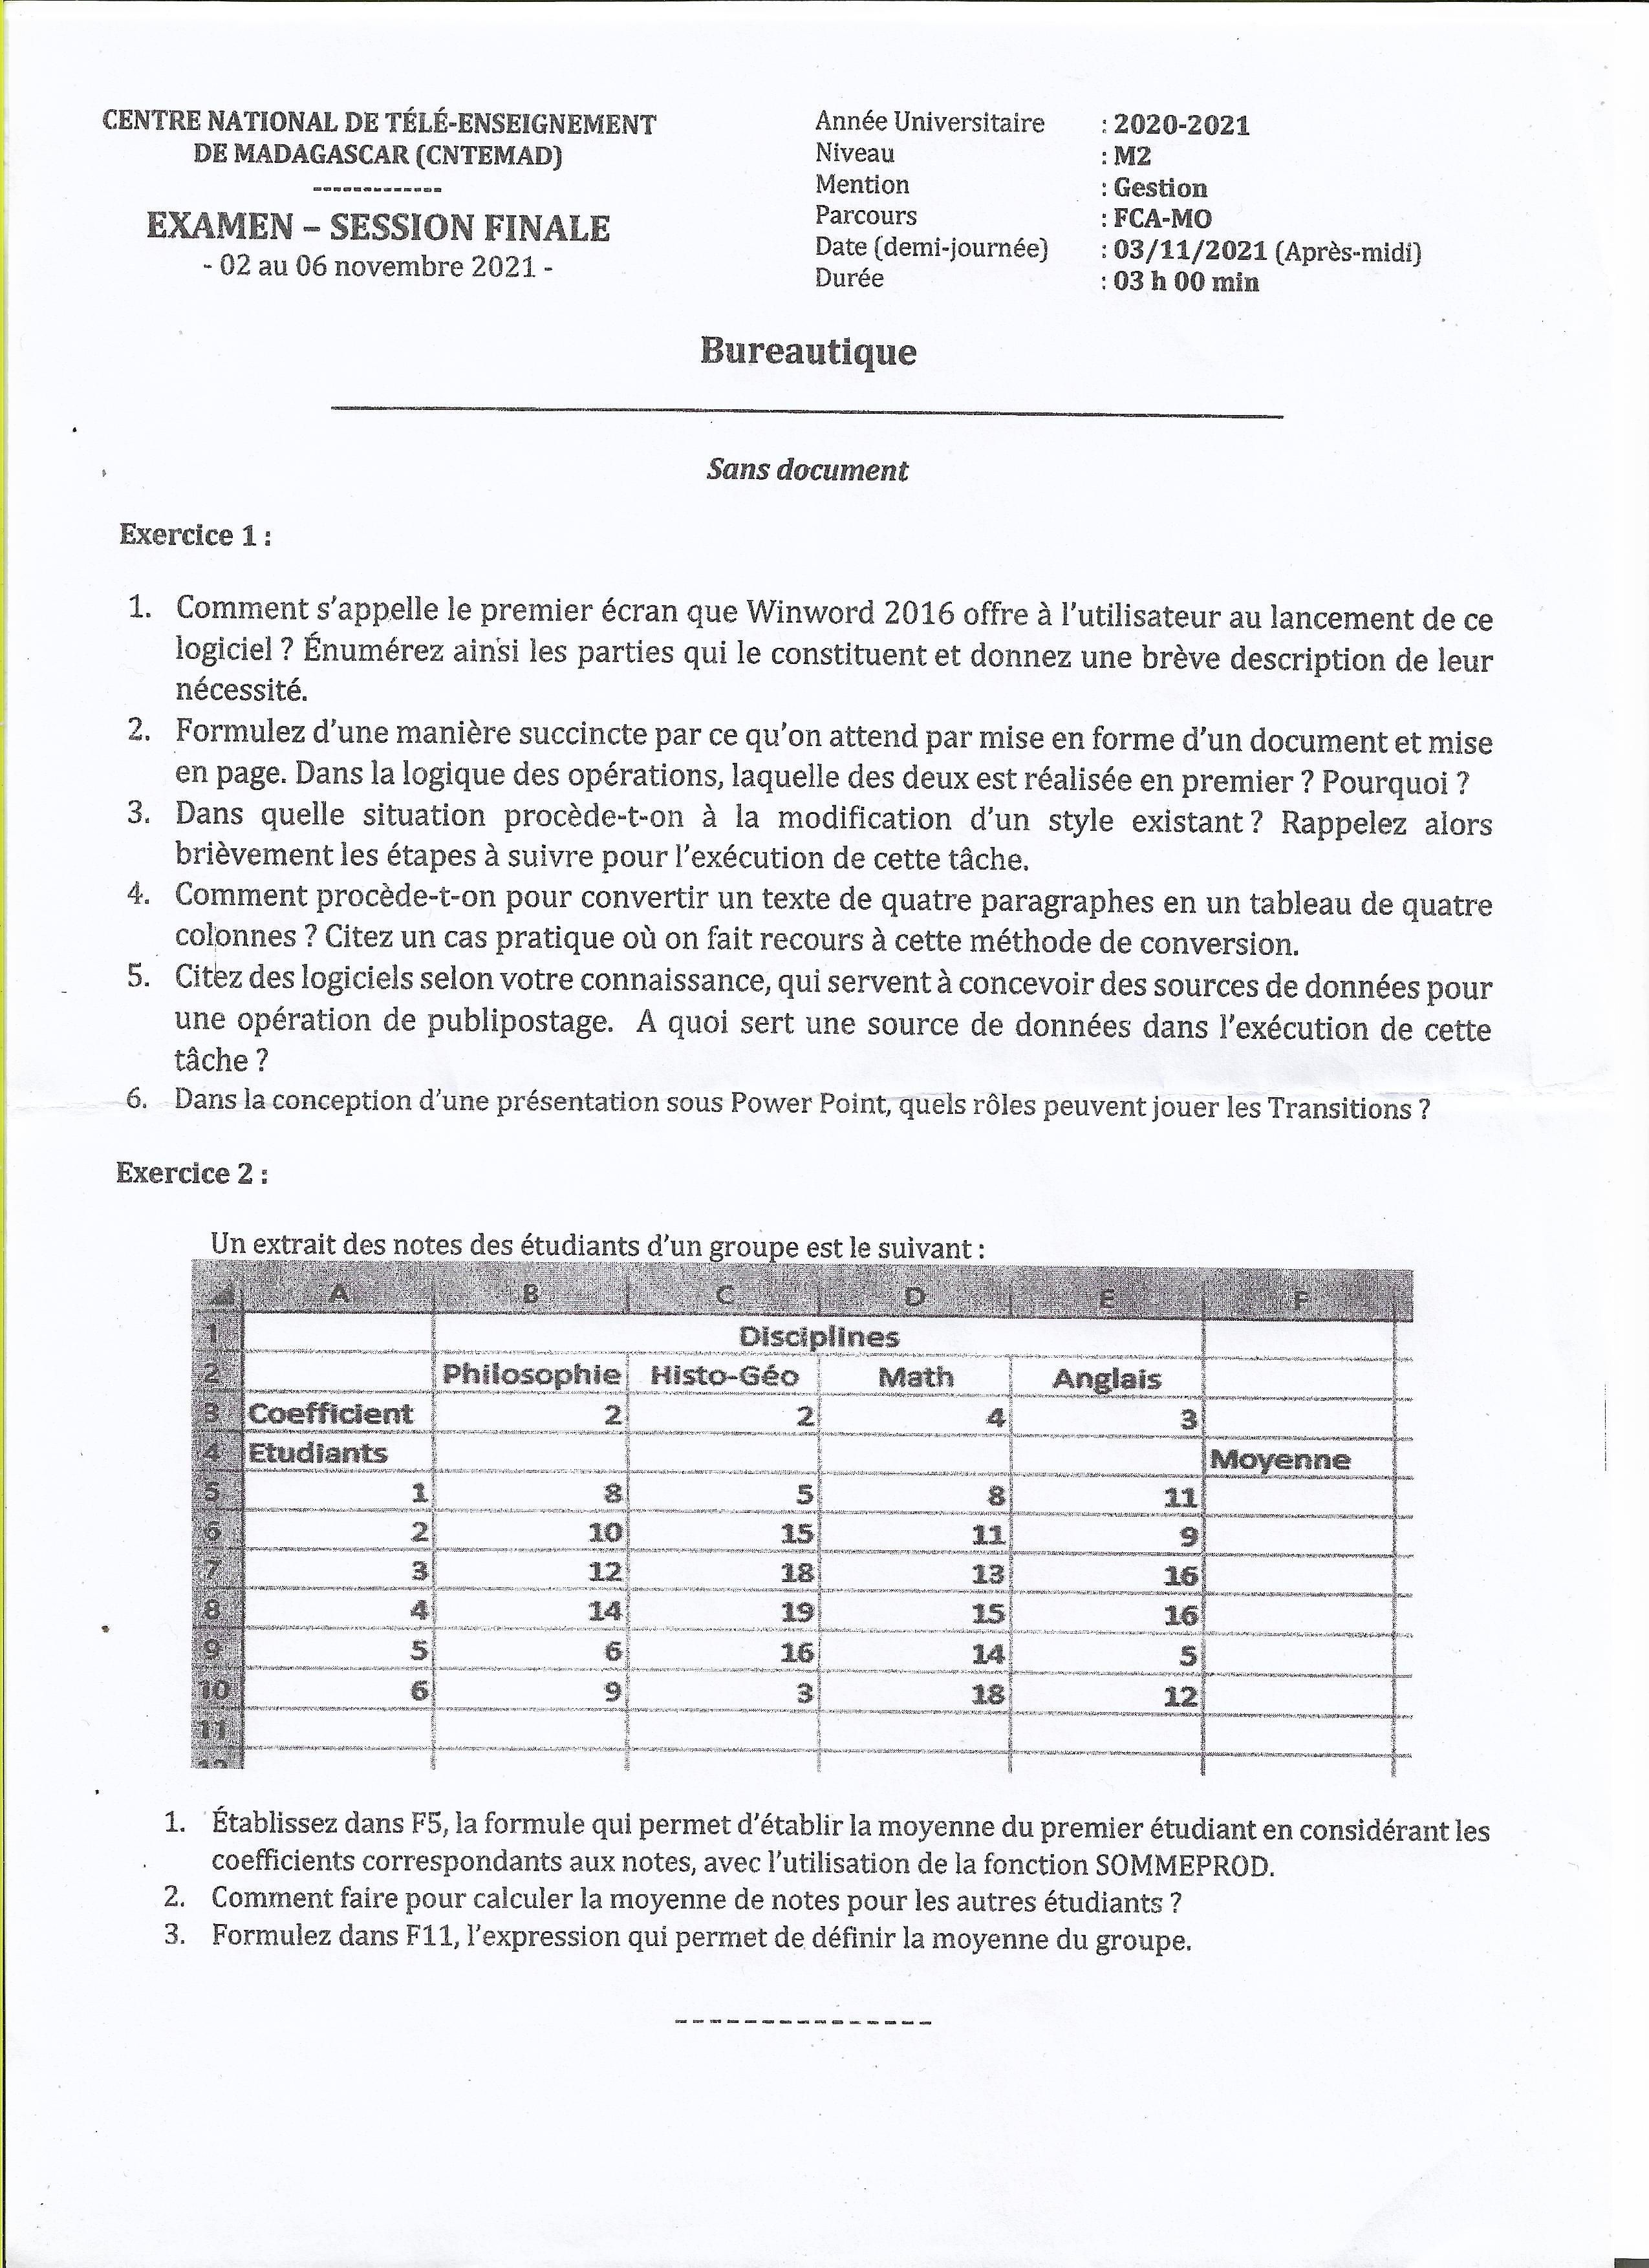 CENTRE NATIONAL DE TÉLÉ-ENSEIGNEMENT
DE MADAGASCAR (CNTEMAD)
-------------
EXAMEN – SESSION FINALE
- 02 au 06 novembre 2021 -
Année Universitaire : 2020-2021
Niveau : M2
Mention : Gestion
Parcours : FCA-MO
Date (demi-journée) : 03/11/2021 (Après-midi)
Durée : 03 h 00 min
Bureautique
Sans document
Exercice 1 :
1. Comment s'appelle le premier écran que Winword 2016 offre à l'utilisateur au lancement de ce
logiciel ? Énumérez ainsi les parties qui le constituent et donnez une brève description de leur
nécessité.
2. Formulez d'une manière succincte par ce qu'on attend par mise en forme d'un document et mise
en page. Dans la logique des opérations, laquelle des deux est réalisée en premier ? Pourquoi ?
3. Dans quelle situation procède-t-on à la modification d'un style existant ? Rappelez alors
brièvement les étapes à suivre pour l'exécution de cette tâche.
4. Comment procède-t-on pour convertir un texte de quatre paragraphes en un tableau de quatre
colonnes ? Citez un cas pratique où on fait recours à cette méthode de conversion.
5. Citez des logiciels selon votre connaissance, qui servent à concevoir des sources de données pour
une opération de publipostage. A quoi sert une source de données dans l'exécution de cette
tâche ?
6. Dans la conception d'une présentation sous Power Point, quels rôles peuvent jouer les Transitions ?
Exercice 2 :
Un extrait des notes des étudiants d'un groupe est le suivant :
A B C D E F
1 Disciplines
2 Philosophie Histo-Géo Math Anglais
3 Coefficient 2 2 4 3
4 Etudiants Moyenne
5 1 8 5 8 11
6 2 10 15 11 9
7 3 12 18 13 16
8 4 14 19 15 16
9 5 6 16 14 5
10 6 9 3 18 12
11
1. Établissez dans F5, la formule qui permet d'établir la moyenne du premier étudiant en considérant les
coefficients correspondants aux notes, avec l'utilisation de la fonction SOMMEPROD.
2. Comment faire pour calculer la moyenne de notes pour les autres étudiants ?
3. Formulez dans F11, l'expression qui permet de définir la moyenne du groupe.
---------------